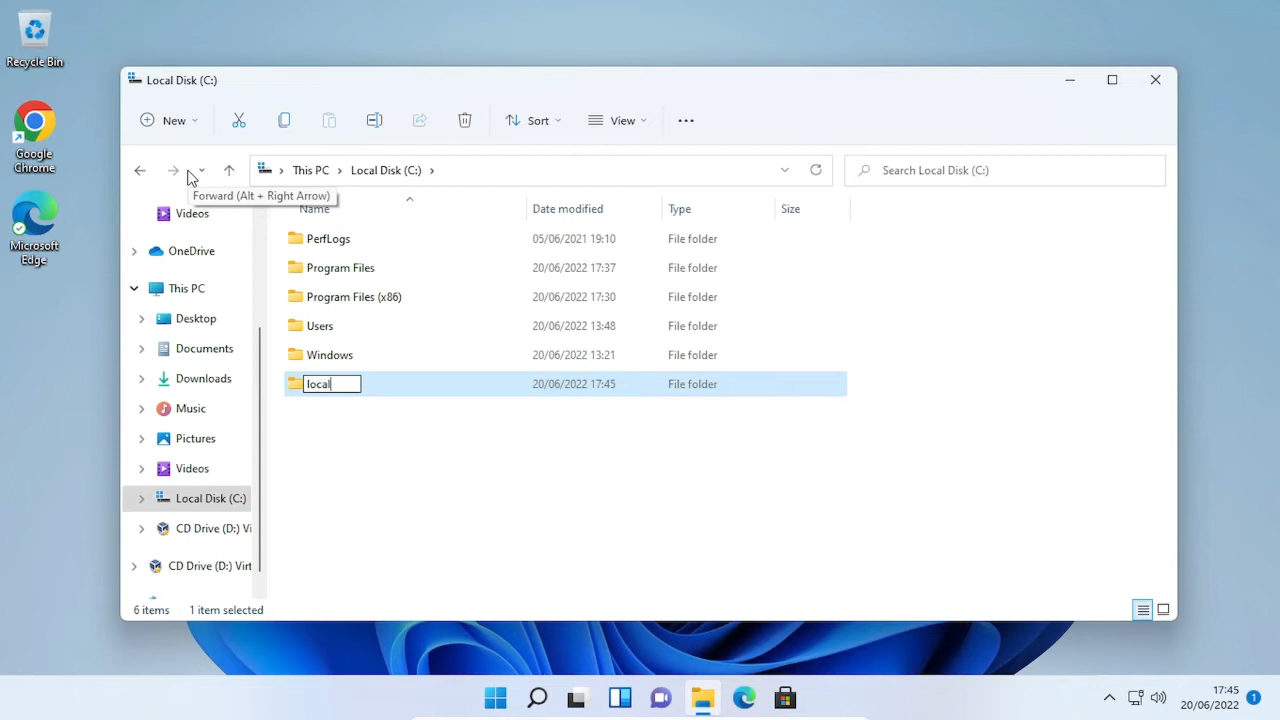 Recycle Bin
Google
Chrome
Microsoft
Edge
Local Disk (C:)
New
Sort
View
This PC
Local Disk (C:)
Search Local Disk (C:)
Forward (Alt + Right Arrow)
Name
Date modified
Type
Size
Videos
OneDrive
This PC
Desktop
Documents
Downloads
Music
Pictures
Videos
Local Disk (C:)
CD Drive (D:) Vi
CD Drive (D:) Virt
PerfLogs 05/06/2021 19:10 File folder
Program Files 20/06/2022 17:37 File folder
Program Files (x86) 20/06/2022 17:30 File folder
Users 20/06/2022 13:48 File folder
Windows 20/06/2022 13:21 File folder
local 20/06/2022 17:45 File folder
6 items 1 item selected
17:45
20/06/2022
1